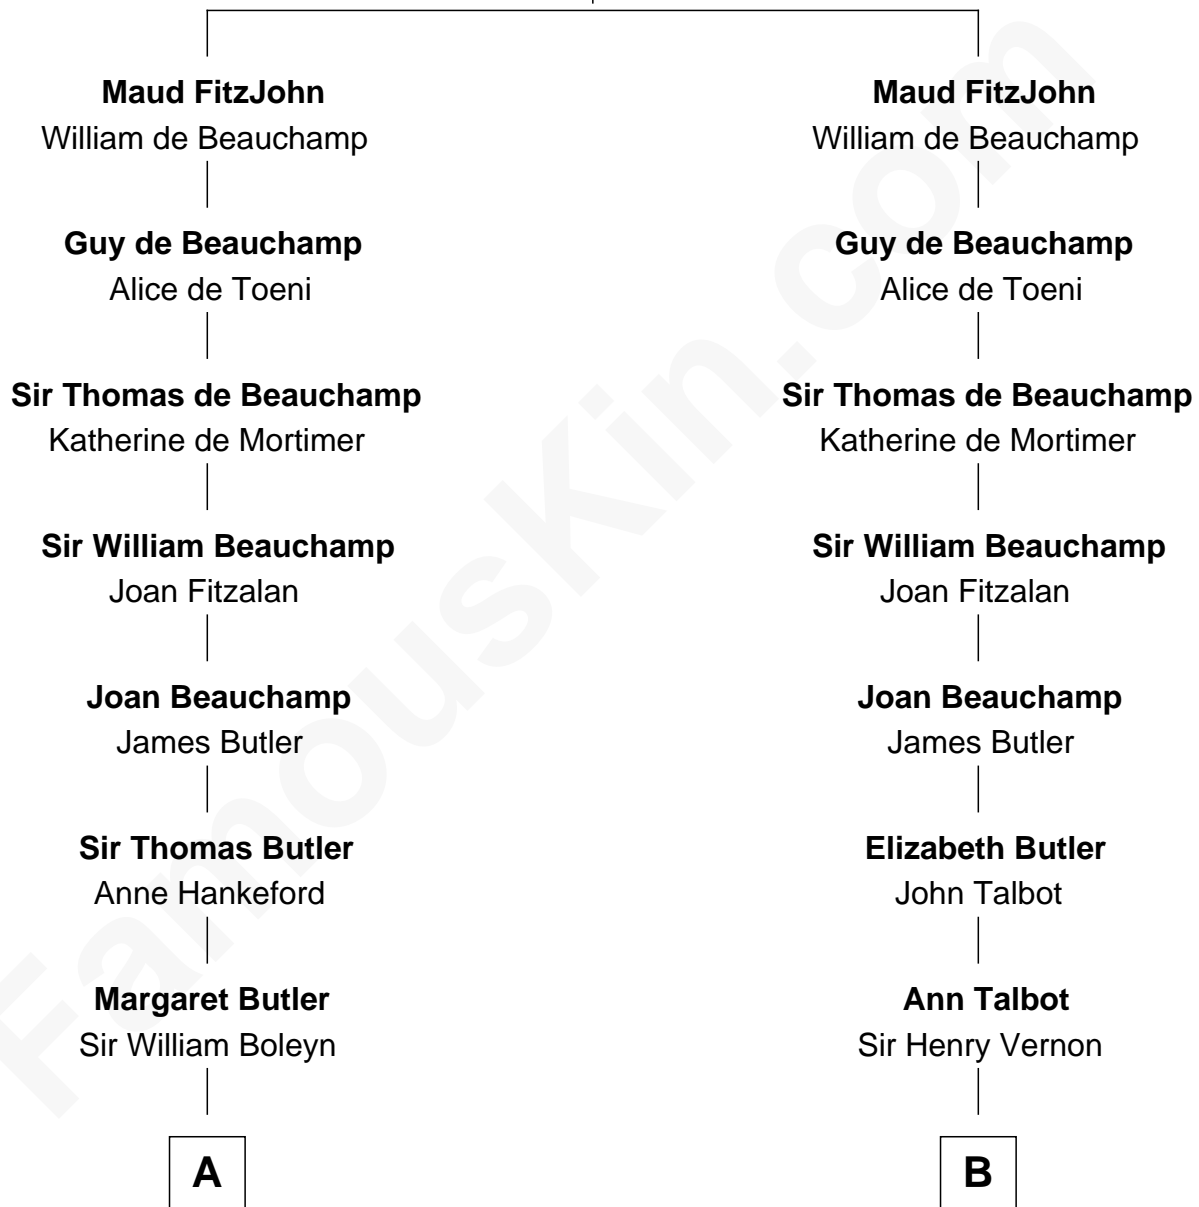 Maud FitzJohn
William de Beauchamp
Guy de Beauchamp
Alice de Toeni
Sir Thomas de Beauchamp
Katherine de Mortimer
Sir William Beauchamp
Joan Fitzalan
Joan Beauchamp
James Butler
Sir Thomas Butler
Anne Hankeford
Margaret Butler
Sir William Boleyn
A
Maud FitzJohn
William de Beauchamp
Guy de Beauchamp
Alice de Toeni
Sir Thomas de Beauchamp
Katherine de Mortimer
Sir William Beauchamp
Joan Fitzalan
Joan Beauchamp
James Butler
Elizabeth Butler
John Talbot
Ann Talbot
Sir Henry Vernon
B
FamousKin.com